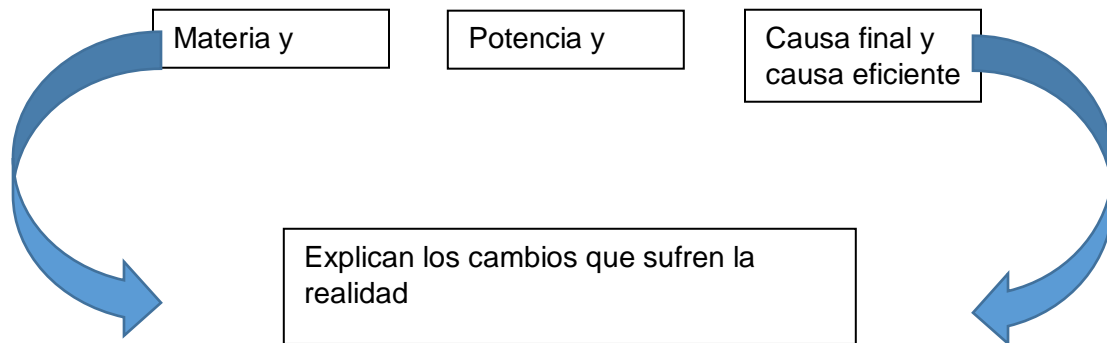 Materia y
Potencia y
Causa final y
causa eficiente
Explican los cambios que sufren la
realidad